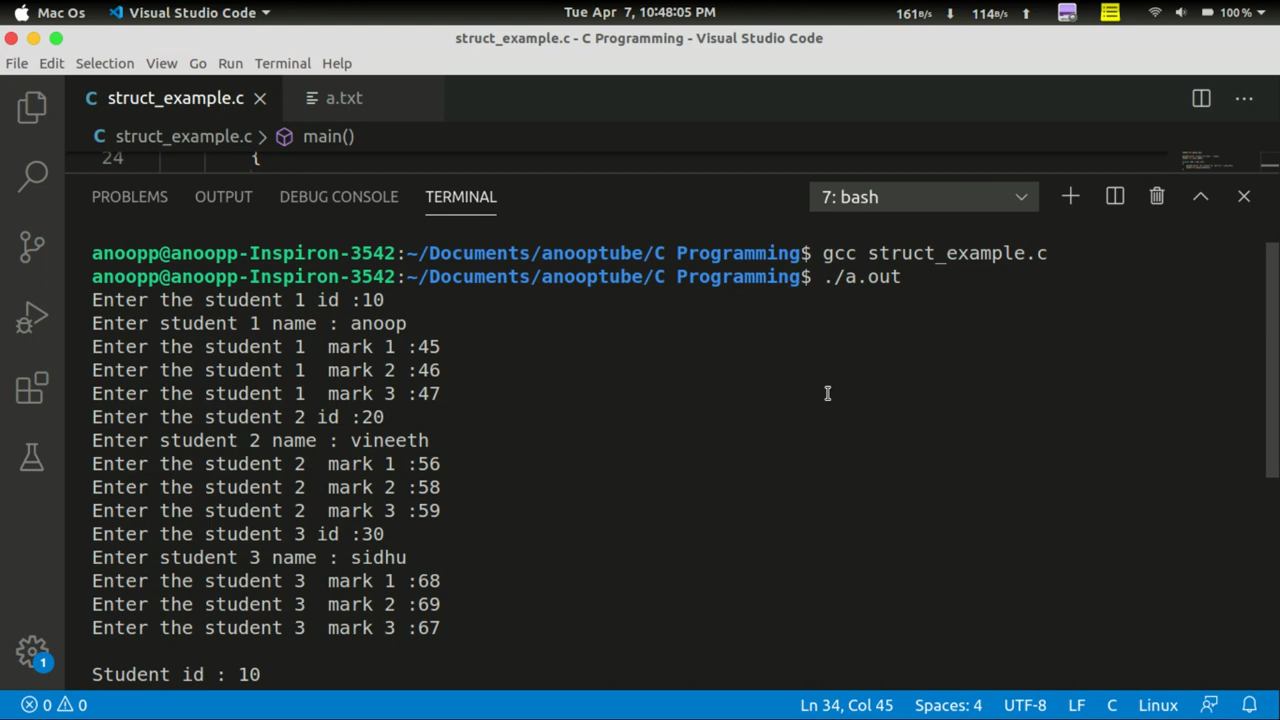 Mac Os Visual Studio Code Tue Apr 7, 10:48:05 PM 161B/s 114B/s 100%
struct_example.c - C Programming - Visual Studio Code
File Edit Selection View Go Run Terminal Help
C struct_example.c a.txt
C struct_example.c > main()
24 {
PROBLEMS OUTPUT DEBUG CONSOLE TERMINAL 7: bash
anoopp@anoopp-Inspiron-3542:~/Documents/anooptube/C Programming$ gcc struct_example.c
anoopp@anoopp-Inspiron-3542:~/Documents/anooptube/C Programming$ ./a.out
Enter the student 1 id :10
Enter student 1 name : anoop
Enter the student 1  mark 1 :45
Enter the student 1  mark 2 :46
Enter the student 1  mark 3 :47
Enter the student 2 id :20
Enter student 2 name : vineeth
Enter the student 2  mark 1 :56
Enter the student 2  mark 2 :58
Enter the student 2  mark 3 :59
Enter the student 3 id :30
Enter student 3 name : sidhu
Enter the student 3  mark 1 :68
Enter the student 3  mark 2 :69
Enter the student 3  mark 3 :67
Student id : 10
1
0 0 Ln 34, Col 45 Spaces: 4 UTF-8 LF C Linux